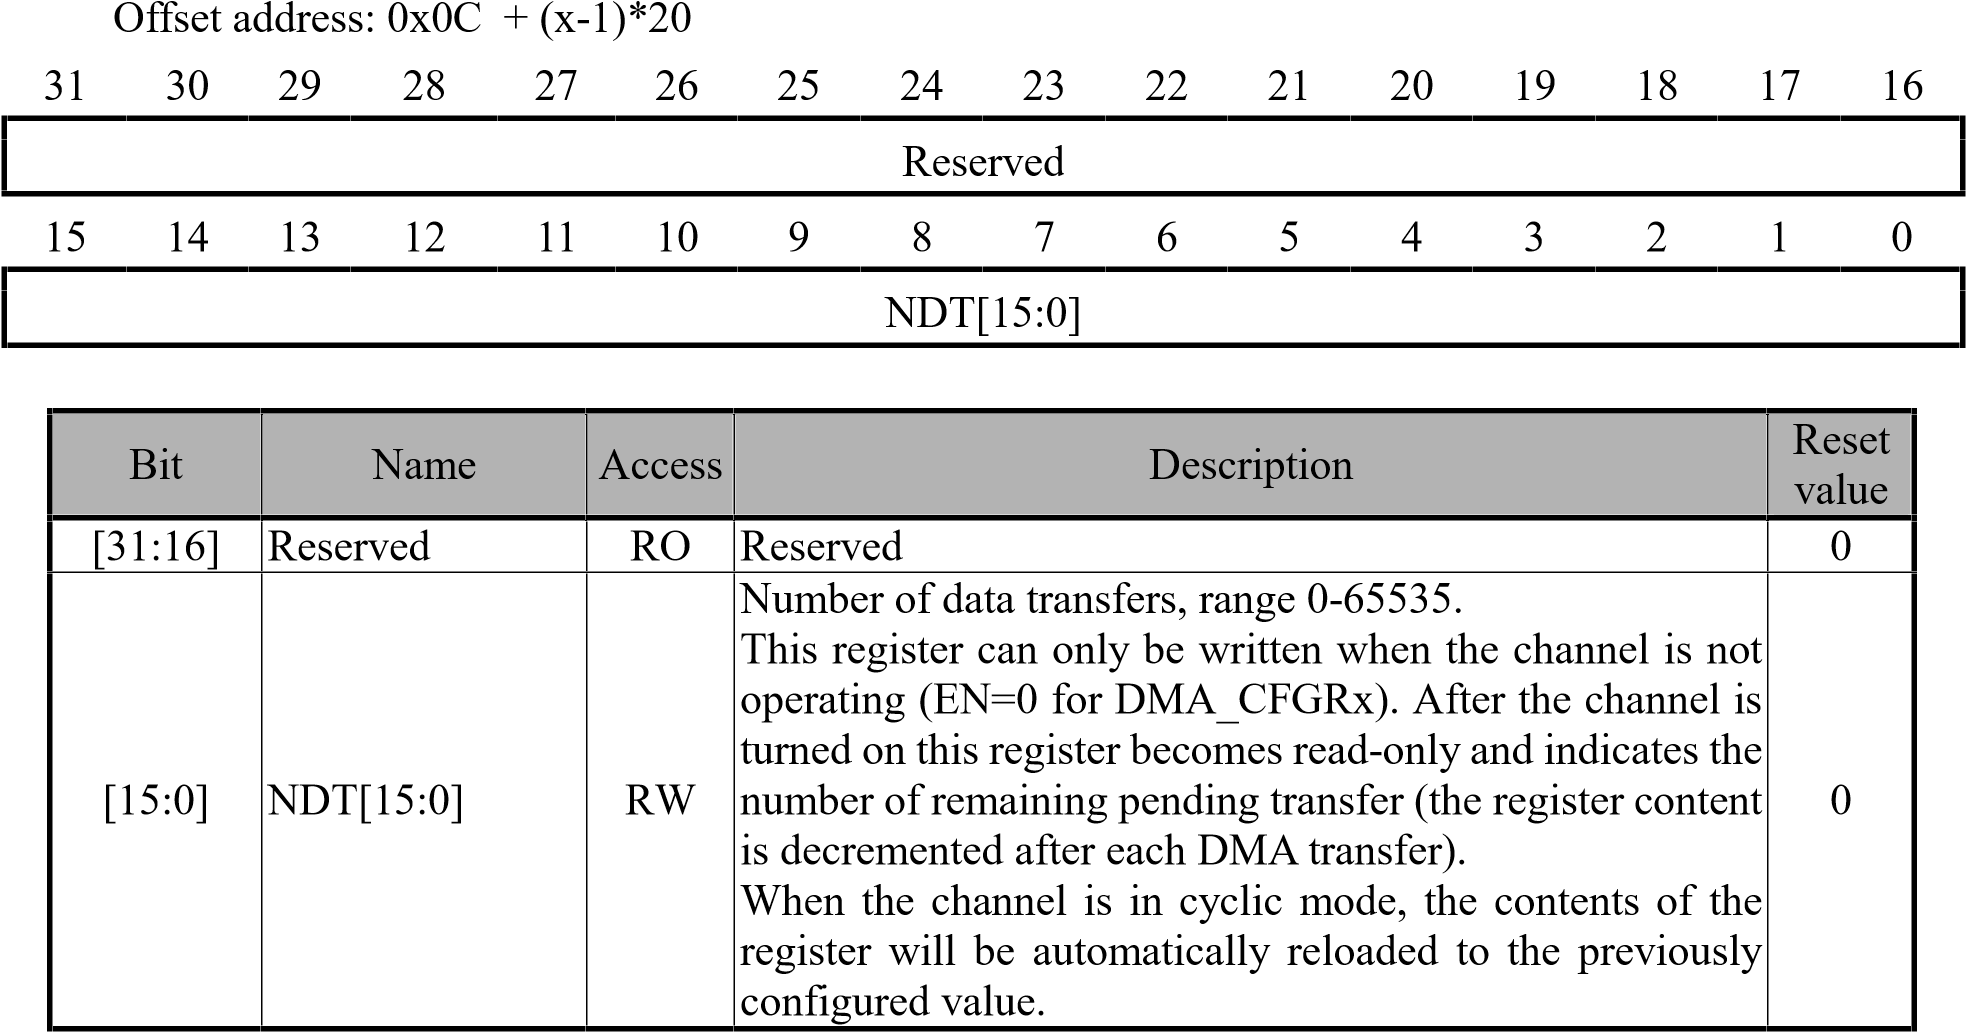 Offset address: 0x0C + (x-1)*20
31 30 29 28 27 26 25 24 23 22 21 20 19 18 17 16
Reserved
15 14 13 12 11 10 9 8 7 6 5 4 3 2 1 0
NDT[15:0]
Bit Name Access Description Reset value
[31:16] Reserved RO Reserved 0
[15:0] NDT[15:0] RW
Number of data transfers, range 0-65535.
This register can only be written when the channel is not
operating (EN=0 for DMA_CFGRx). After the channel is
turned on this register becomes read-only and indicates the
number of remaining pending transfer (the register content
is decremented after each DMA transfer).
When the channel is in cyclic mode, the contents of the
register will be automatically reloaded to the previously
configured value.
0